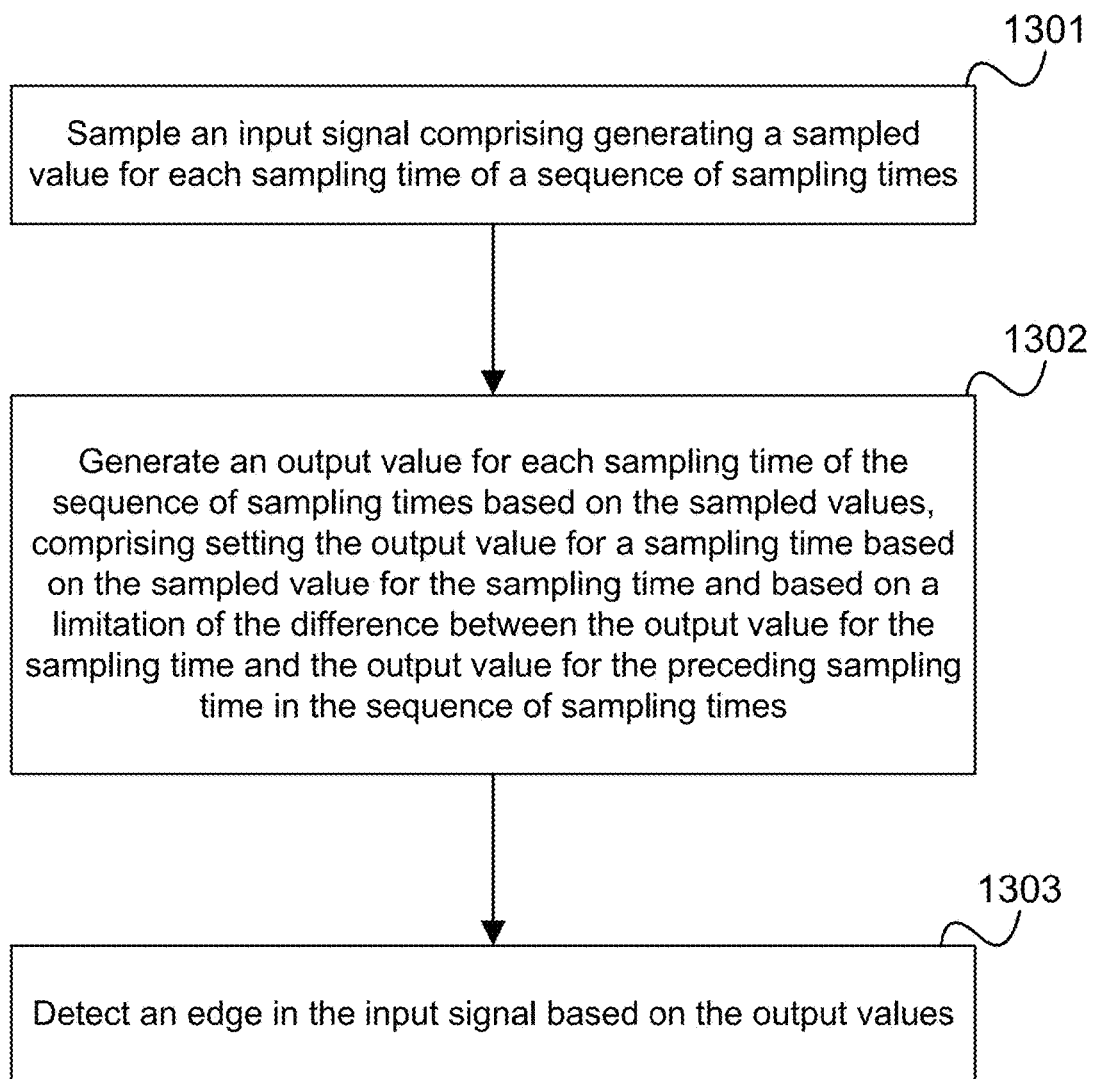 1301
Sample an input signal comprising generating a sampled
value for each sampling time of a sequence of sampling times
1302
Generate an output value for each sampling time of the
sequence of sampling times based on the sampled values,
comprising setting the output value for a sampling time based
on the sampled value for the sampling time and based on a
limitation of the difference between the output value for the
sampling time and the output value for the preceding sampling
time in the sequence of sampling times
1303
Detect an edge in the input signal based on the output values